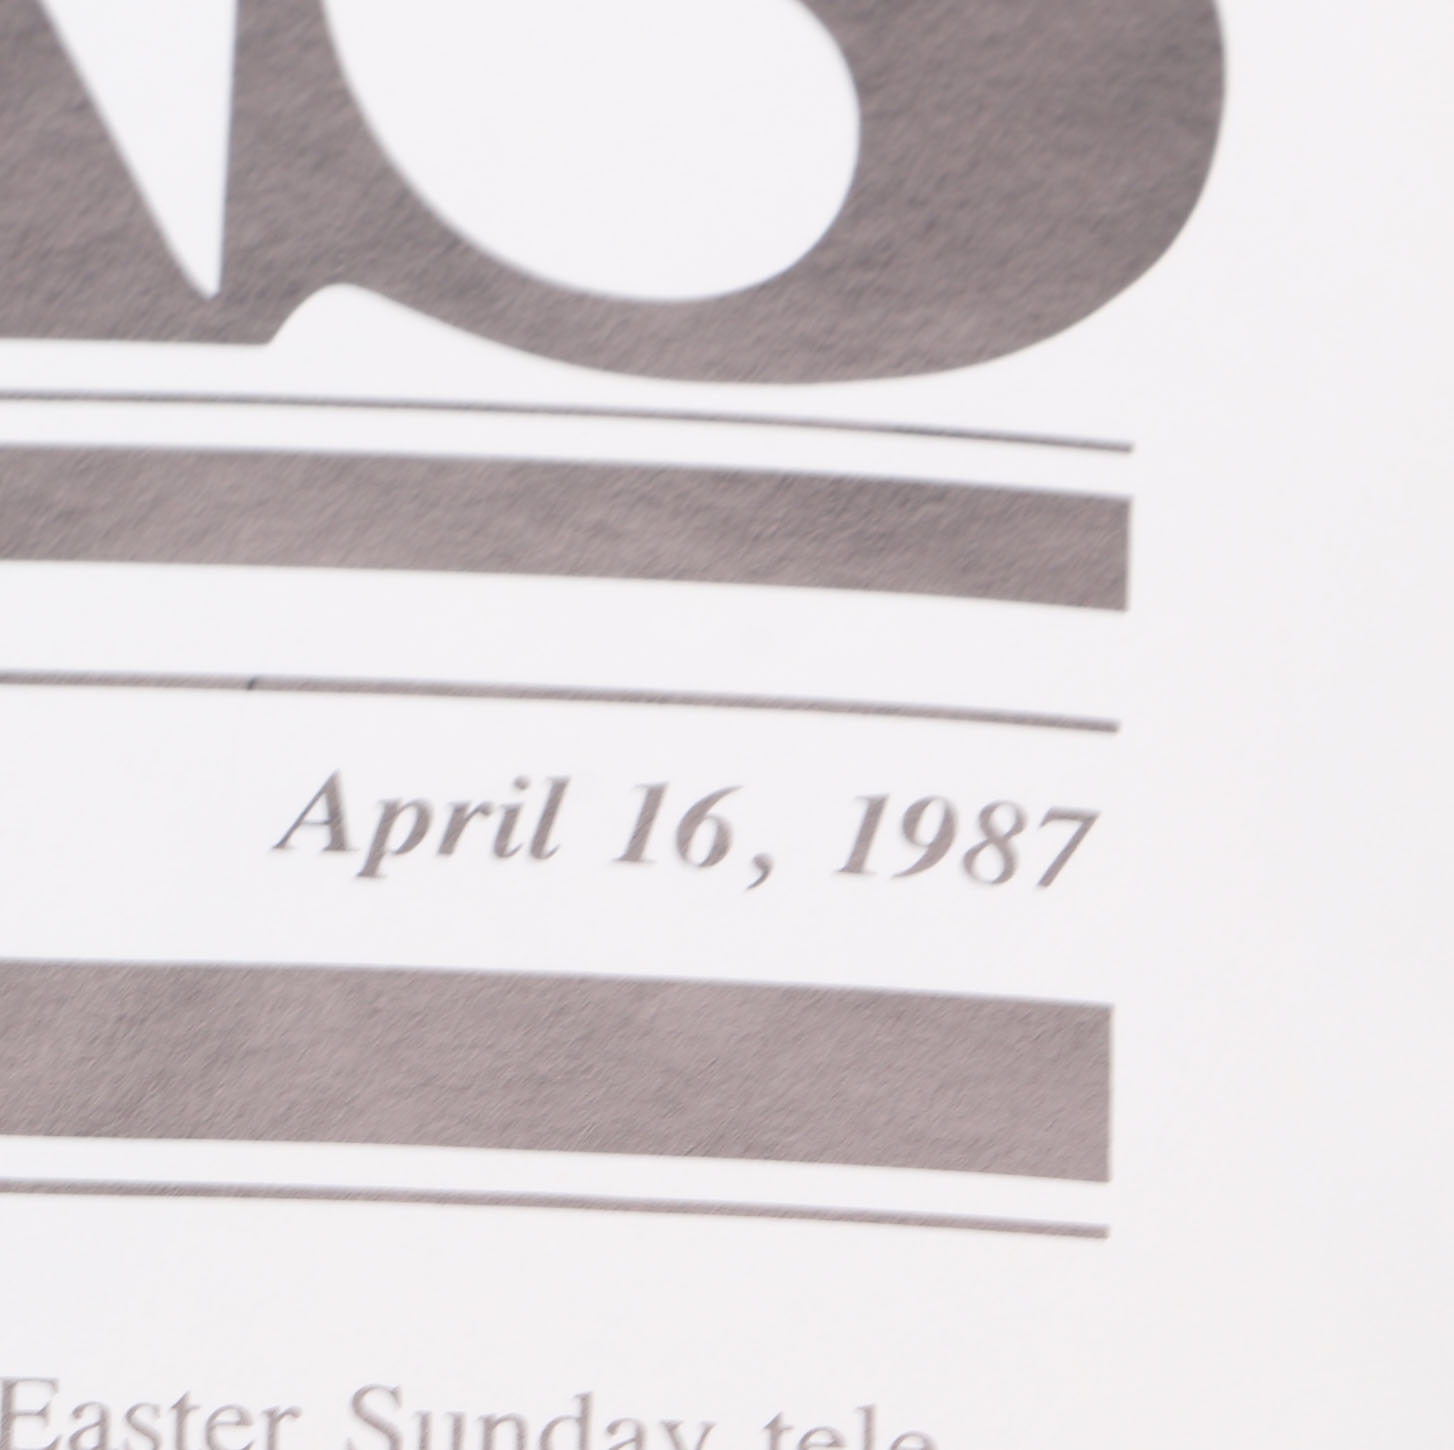 April 16, 1987
Easter Sunday tele